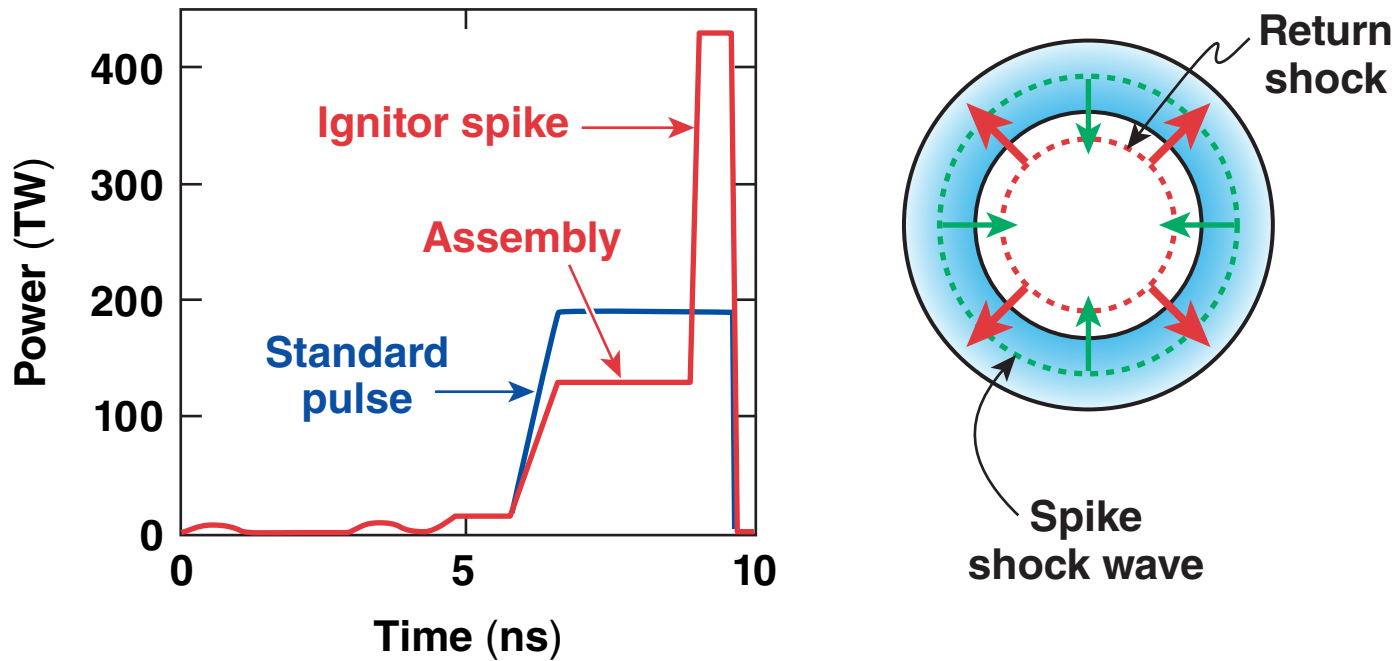 Power (TW)
400
300
200
100
0
0
5
10
Time (ns)
Ignitor spike
Assembly
Standard
pulse
Return
shock
Spike
shock wave